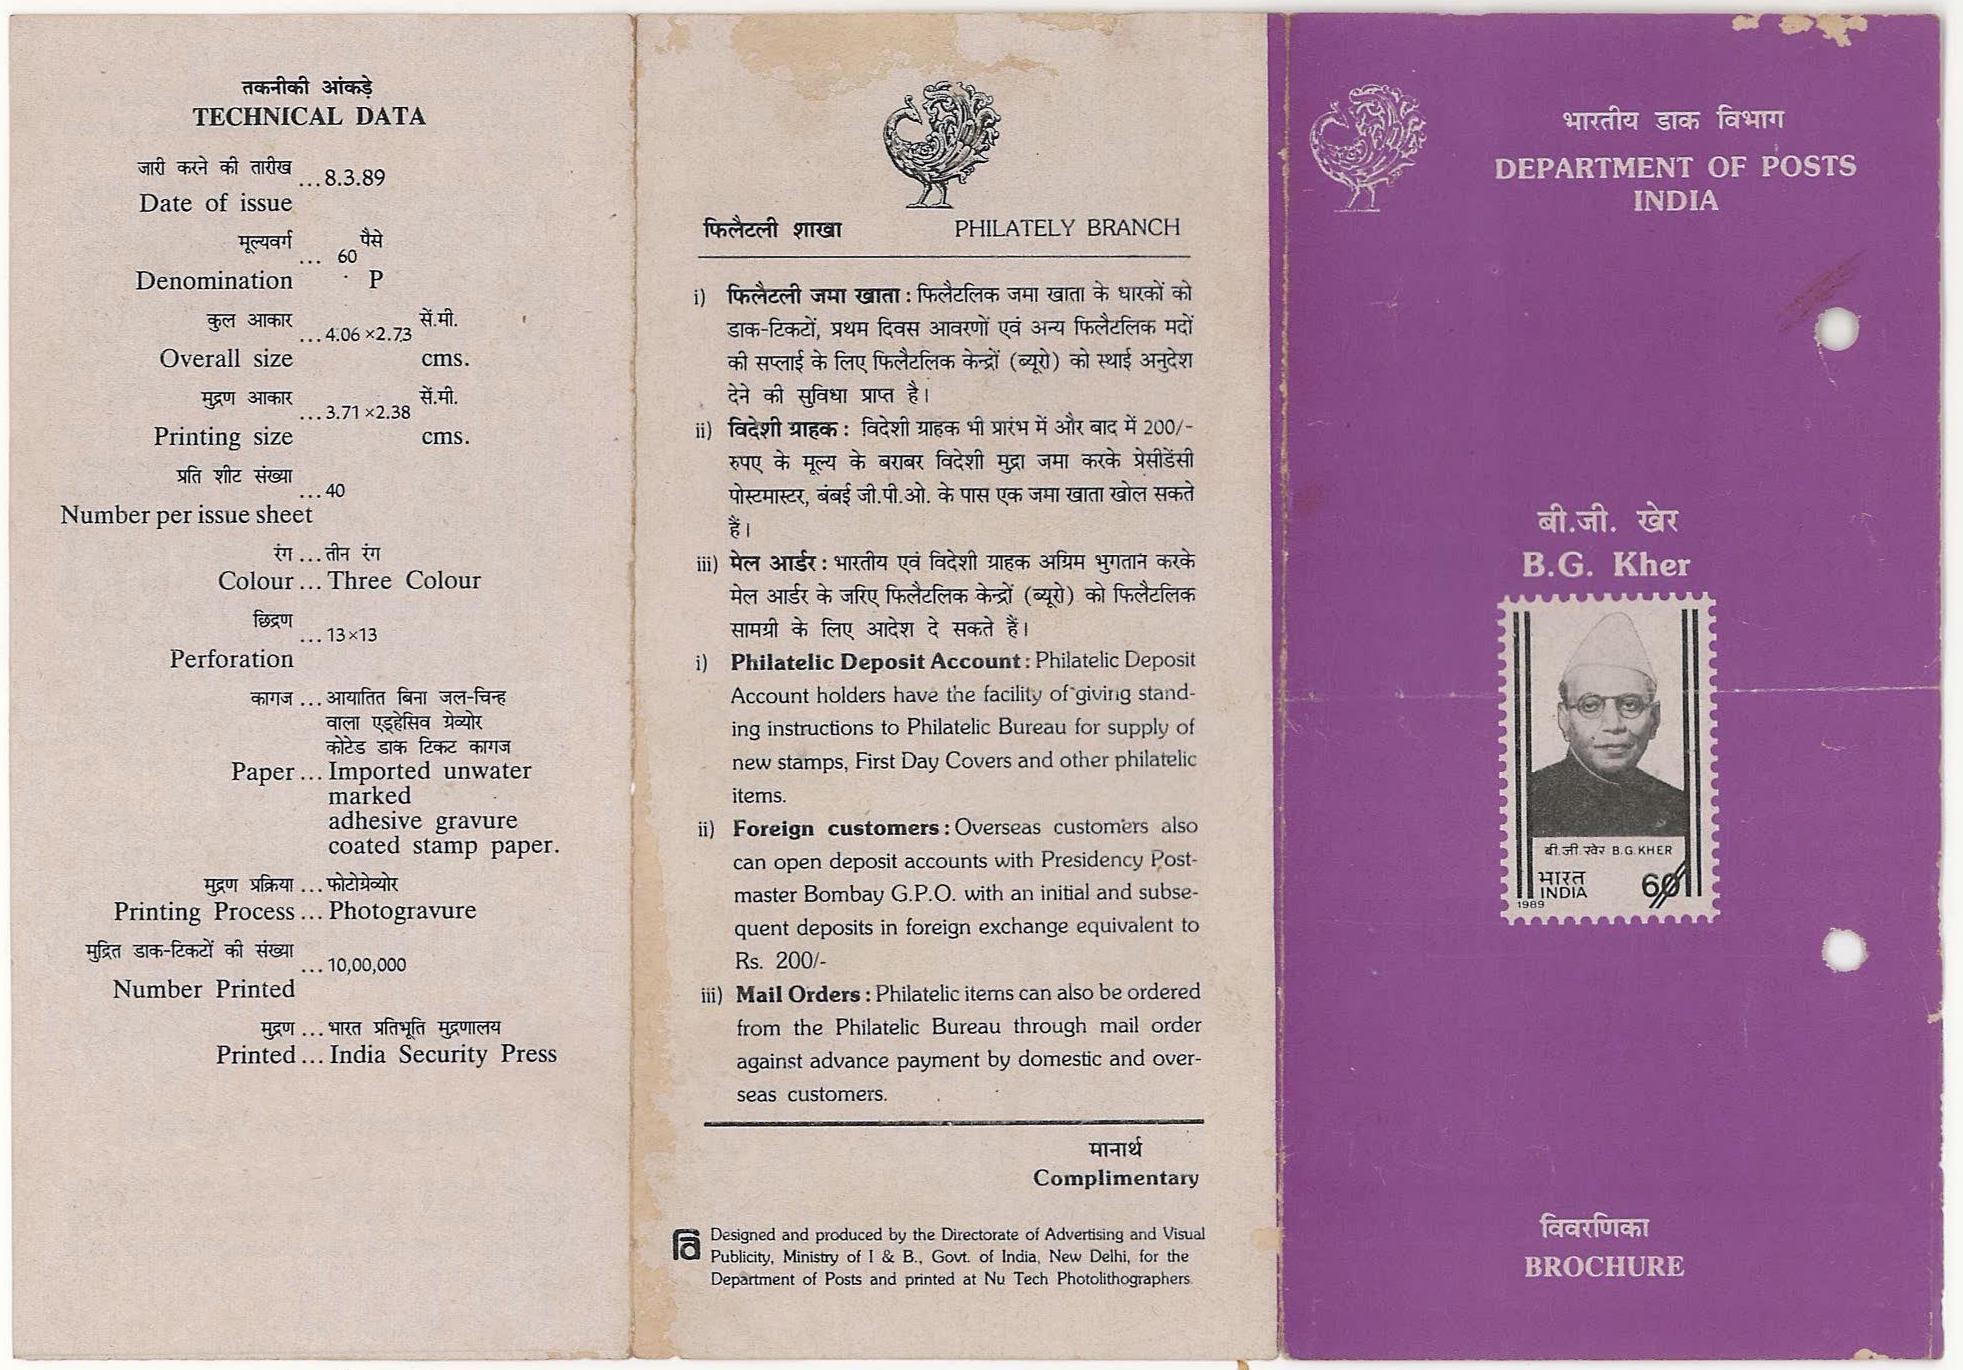 तकनीकी आंकड़े
TECHNICAL DATA
जारी करने की तारीख
...8.3.89
Date of issue
मूल्यवर्ग
पैसे
... 60
Denomination
P
कुल आकार
सें.मी.
...4.06 ×2.73
Overall size
cms.
मुद्रण आकार
सें.मी.
...3.71 ×2.38
Printing size
cms.
प्रति शीट संख्या
...40
Number per issue sheet
रंग ...तीन रंग
Colour ... Three Colour
छिद्रण
...13×13
Perforation
कागज ...आयातित बिना जल-चिन्ह
वाला एड्हेसिव ग्रेव्योर
कोटेड डाक टिकट कागज
Paper ... Imported unwater
marked
adhesive gravure
coated stamp paper.
मुद्रण प्रक्रिया ...फोटोग्रेव्योर
Printing Process ... Photogravure
मुद्रित डाक-टिकटों की संख्या
...10,00,000
Number Printed
मुद्रण ...भारत प्रतिभूति मुद्रणालय
Printed ... India Security Press
फिलैटली शाखा PHILATELY BRANCH
i) फिलैटली जमा खाता : फिलैटलिक जमा खाता के धारकों को
डाक-टिकटों, प्रथम दिवस आवरणों एवं अन्य फिलैटलिक मदों
की सप्लाई के लिए फिलैटलिक केन्द्रों (ब्यूरो) को स्थाई अनुदेश
देने की सुविधा प्राप्त है।
ii) विदेशी ग्राहक : विदेशी ग्राहक भी प्रारंभ में और बाद में 200/-
रुपए के मूल्य के बराबर विदेशी मुद्रा जमा करके प्रेसीडेंसी
पोस्टमास्टर, बंबई जी.पी.ओ. के पास एक जमा खाता खोल सकते
हैं।
iii) मेल आर्डर : भारतीय एवं विदेशी ग्राहक अग्रिम भुगतान करके
मेल आर्डर के जरिए फिलैटलिक केन्द्रों (ब्यूरो) को फिलैटलिक
सामग्री के लिए आदेश दे सकते हैं।
i) Philatelic Deposit Account : Philatelic Deposit
Account holders have the facility of giving stand-
ing instructions to Philatelic Bureau for supply of
new stamps, First Day Covers and other philatelic
items.
ii) Foreign customers : Overseas customers also
can open deposit accounts with Presidency Post-
master Bombay G.P.O. with an initial and subse-
quent deposits in foreign exchange equivalent to
Rs. 200/-
iii) Mail Orders : Philatelic items can also be ordered
from the Philatelic Bureau through mail order
against advance payment by domestic and over-
seas customers.
मानार्थ
Complimentary
Designed and produced by the Directorate of Advertising and Visual
Publicity, Ministry of I & B., Govt. of India, New Delhi, for the
Department of Posts and printed at Nu Tech Photolithographers.
भारतीय डाक विभाग
DEPARTMENT OF POSTS
INDIA
बी.जी. खेर
B.G. Kher
बी.जी. खेर B.G.KHER
भारत
INDIA
60
1989
विवरणिका
BROCHURE